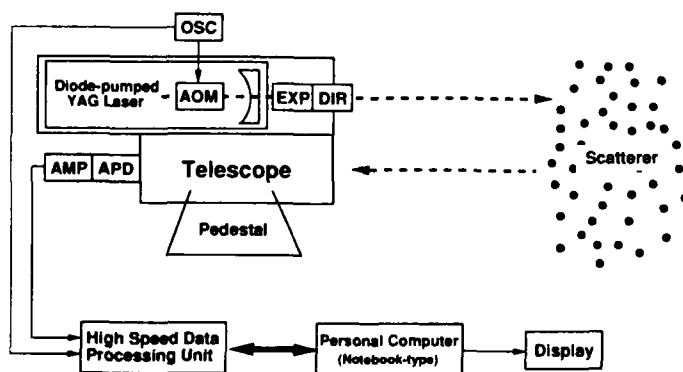 OSC
Diode-pumped
YAG Laser
AOM
EXP
DIR
Scatterer
AMP
APD
Telescope
Pedestal
High Speed Data
Processing Unit
Personal Computer
(Notebook-type)
Display